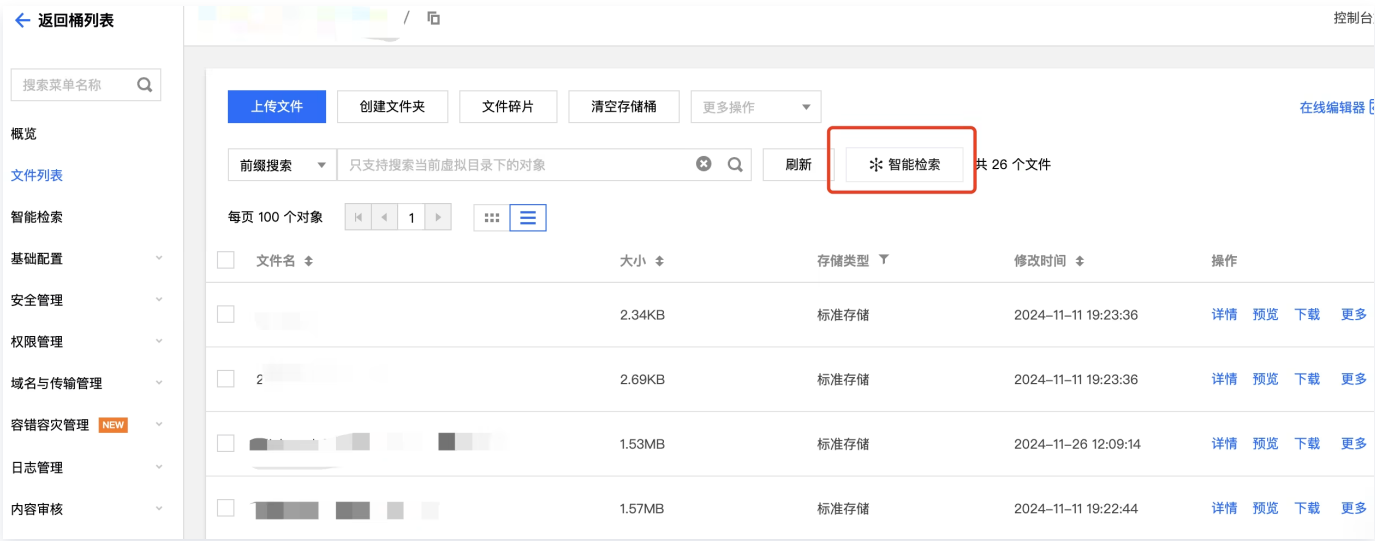 返回桶列表
/
控制台
搜索菜单名称
概览
文件列表
智能检索
基础配置
安全管理
权限管理
域名与传输管理
容错容灾管理 NEW
日志管理
内容审核
上传文件 创建文件夹 文件碎片 清空存储桶 更多操作
在线编辑器
前缀搜索 只支持搜索当前虚拟目录下的对象 刷新 智能检索 共 26 个文件
每页 100 个对象 1
文件名 大小 存储类型 修改时间 操作
2.34KB 标准存储 2024-11-11 19:23:36 详情 预览 下载 更多
2 2.69KB 标准存储 2024-11-11 19:23:36 详情 预览 下载 更多
1.53MB 标准存储 2024-11-26 12:09:14 详情 预览 下载 更多
1.57MB 标准存储 2024-11-11 19:22:44 详情 预览 下载 更多